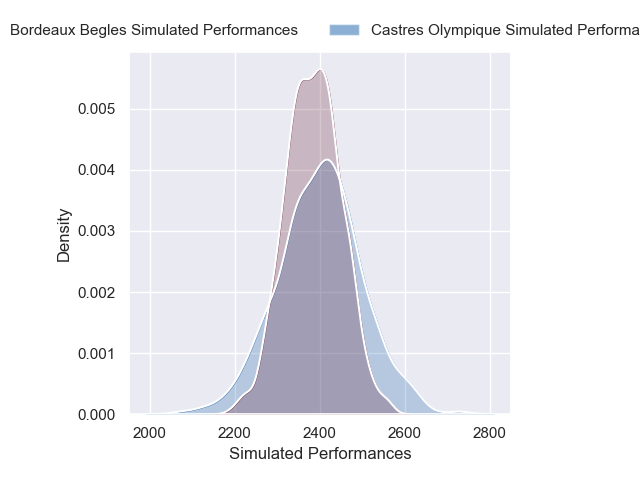 Bordeaux Begles Simulated Performances Castres Olympique Simulated Performa
0.005
0.004
0.003
0.002
0.001
0.000
Density
2000 2200 2400 2600 2800
Simulated Performances